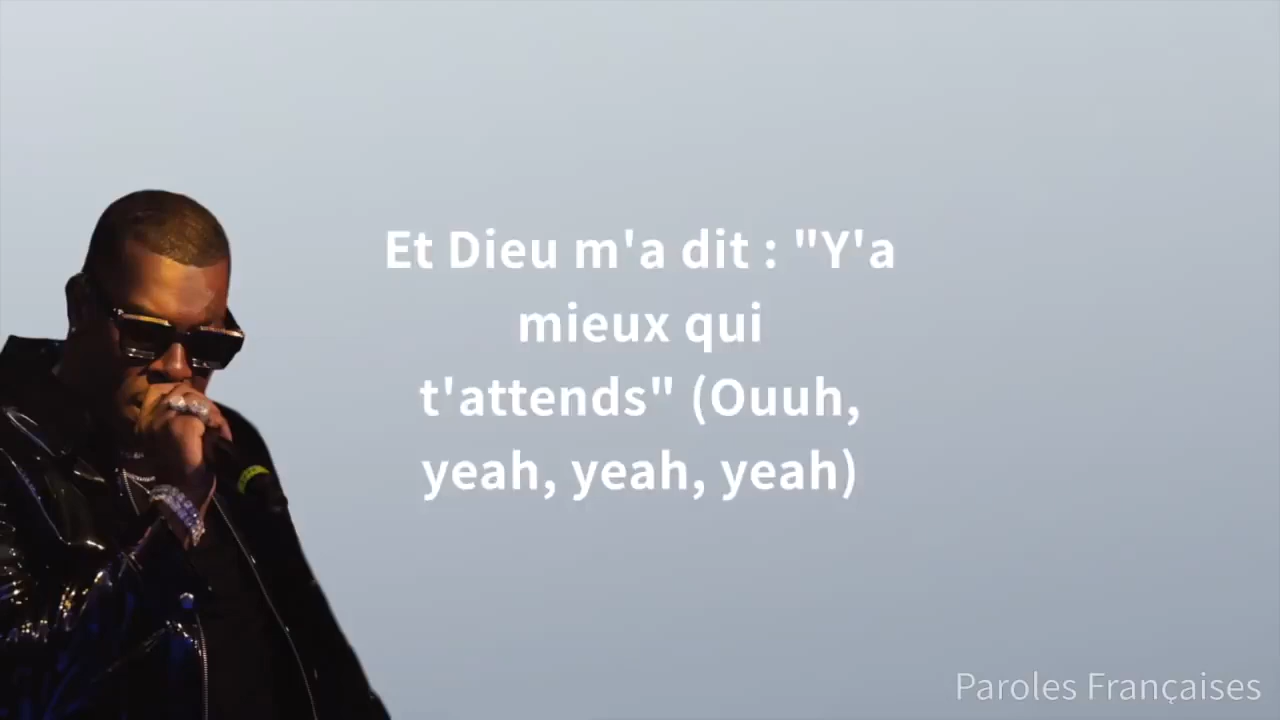 Et Dieu m'a dit : "Y'a
mieux qui
t'attends" (Ouuh,
yeah, yeah, yeah)
Paroles Françaises